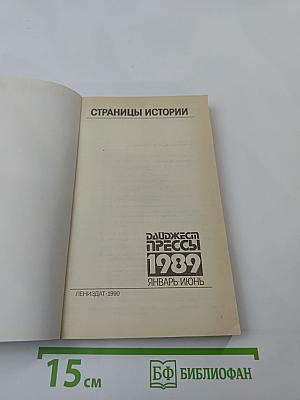 СТРАНИЦЫ ИСТОРИИ
ДАЙДЖЕСТ
ПРЕССЫ
1989
ЯНВАРЬ ИЮНЬ
ЛЕНИЗДАТ·1990
15 см
БФ БИБЛИОФАН